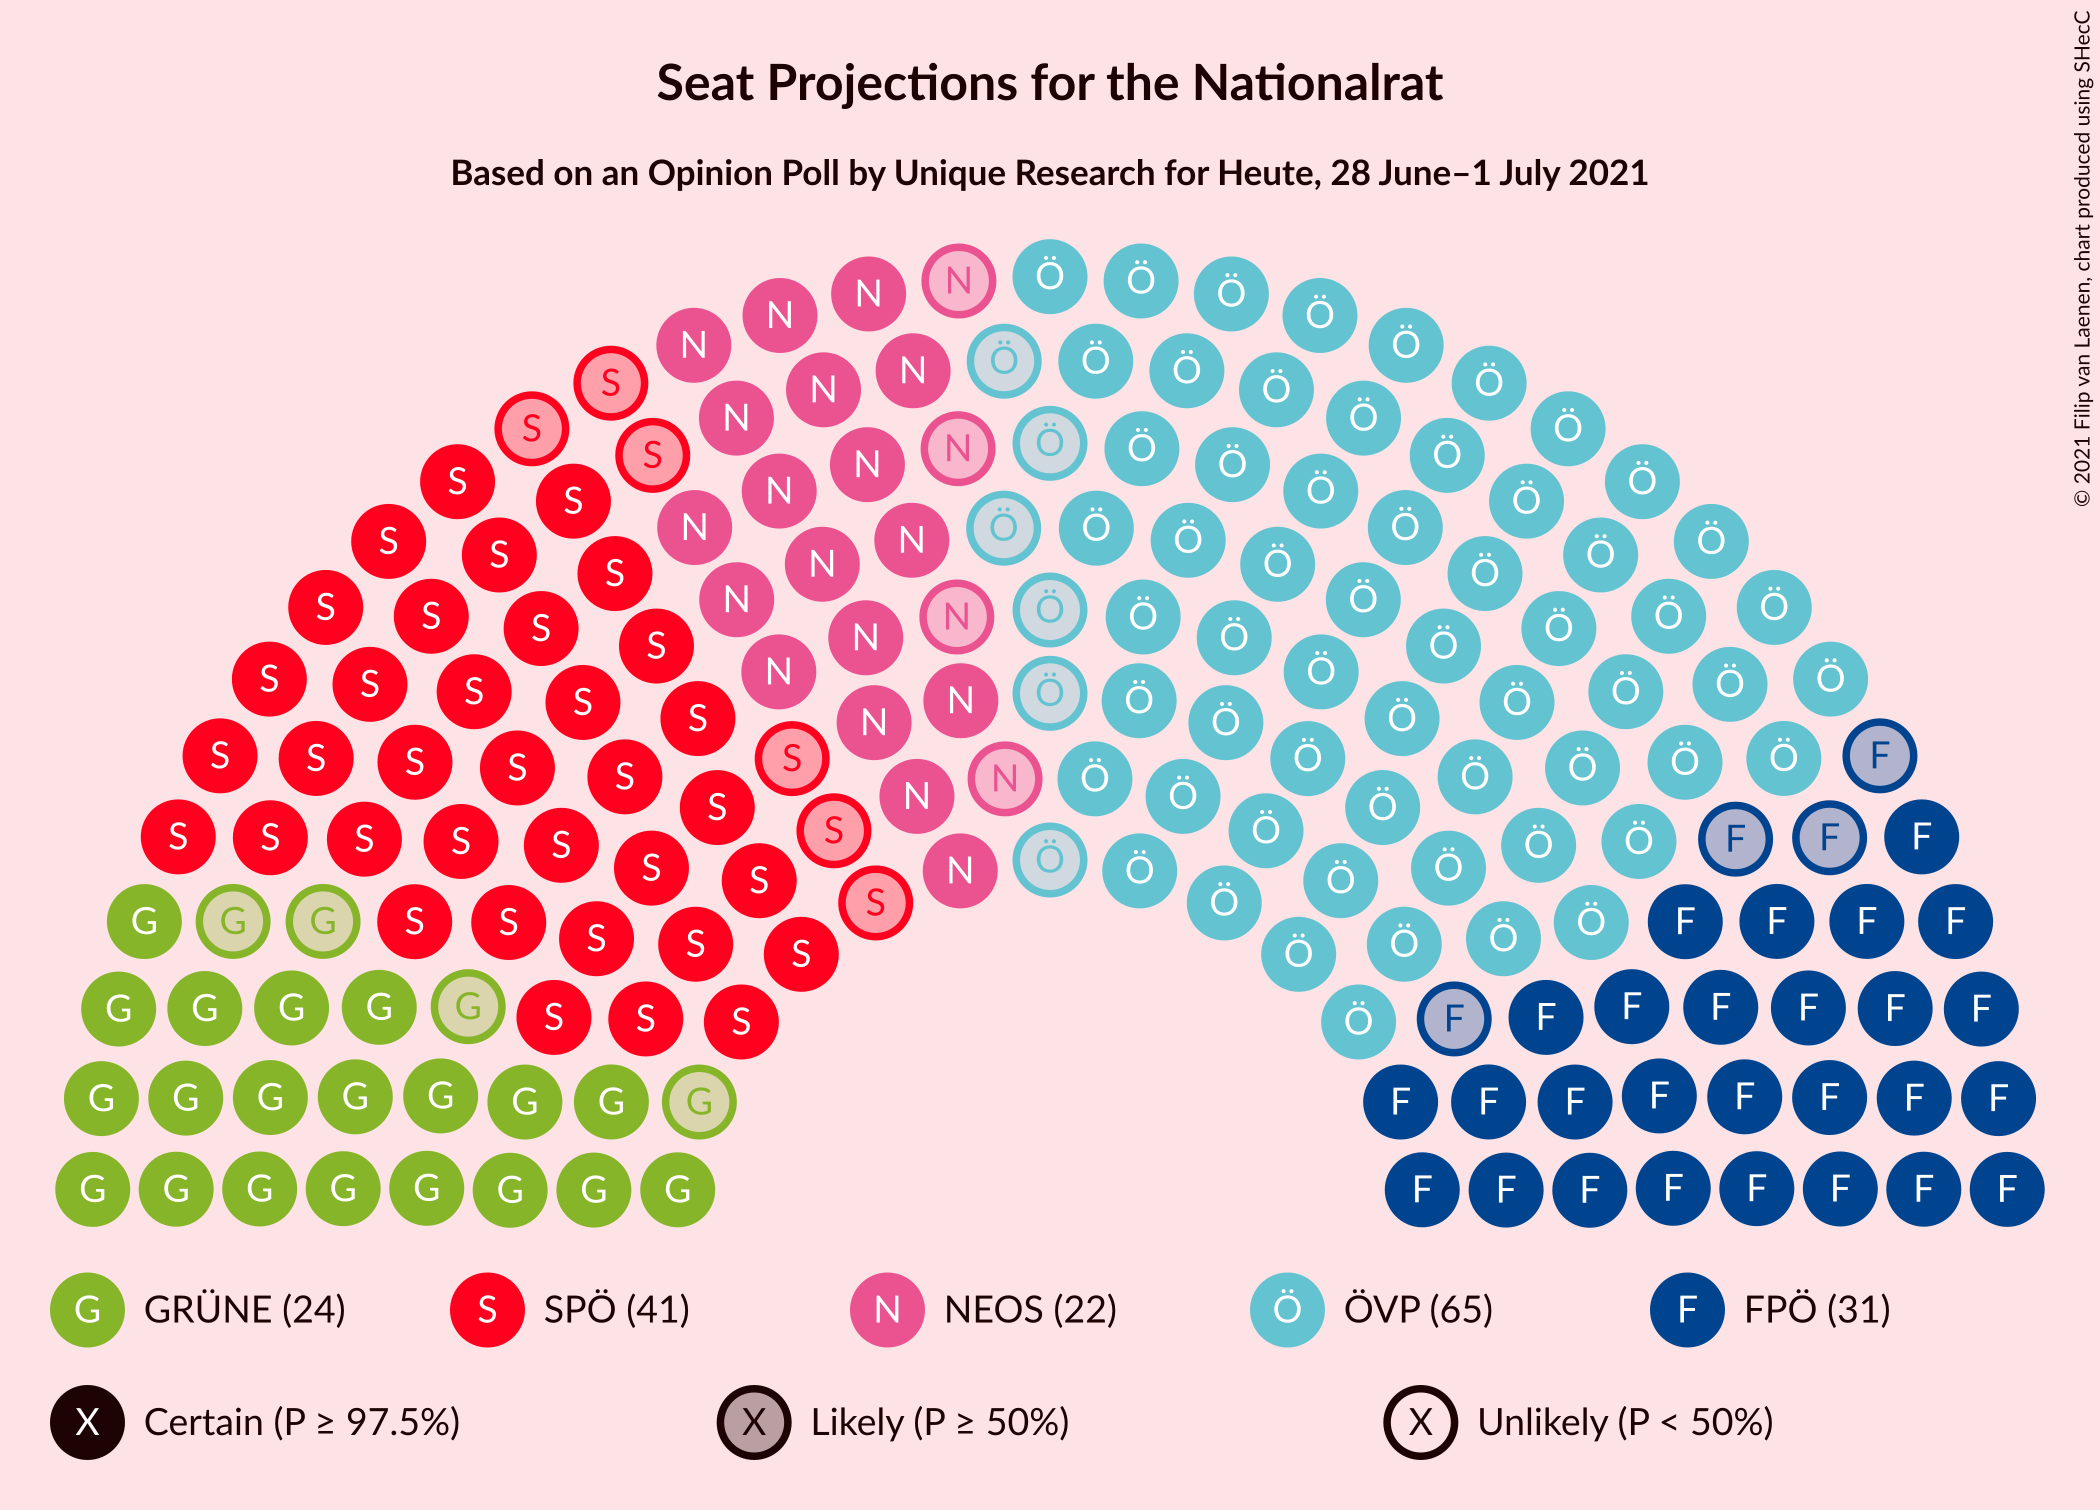 Seat Projections for the Nationalrat
Based on an Opinion Poll by Unique Research for Heute, 28 June–1 July 2021
© 2021 Filip van Laenen, chart produced using SHecC
N Ö Ö Ö Ö Ö
N N N Ö Ö Ö Ö Ö Ö
S S N N N Ö Ö Ö Ö Ö Ö
S S S N N N N Ö Ö Ö Ö Ö Ö
S S S S N N N Ö Ö Ö Ö Ö Ö Ö
S S S S N N N Ö Ö Ö Ö Ö Ö Ö
S S S S S N N N Ö Ö Ö Ö Ö Ö Ö Ö
S S S S S S S N N Ö Ö Ö Ö Ö Ö Ö Ö F
S S S S S S S S N Ö Ö Ö Ö Ö Ö Ö F F F
G G G S S S S S S Ö Ö Ö Ö Ö F F F F
G G G G G S S S Ö F F F F F F F
G G G G G G G G F F F F F F F F
G G G G G G G G F F F F F F F F
G GRÜNE (24) S SPÖ (41) N NEOS (22) Ö ÖVP (65) F FPÖ (31)
X Certain (P ≥ 97.5%) X Likely (P ≥ 50%) X Unlikely (P < 50%)